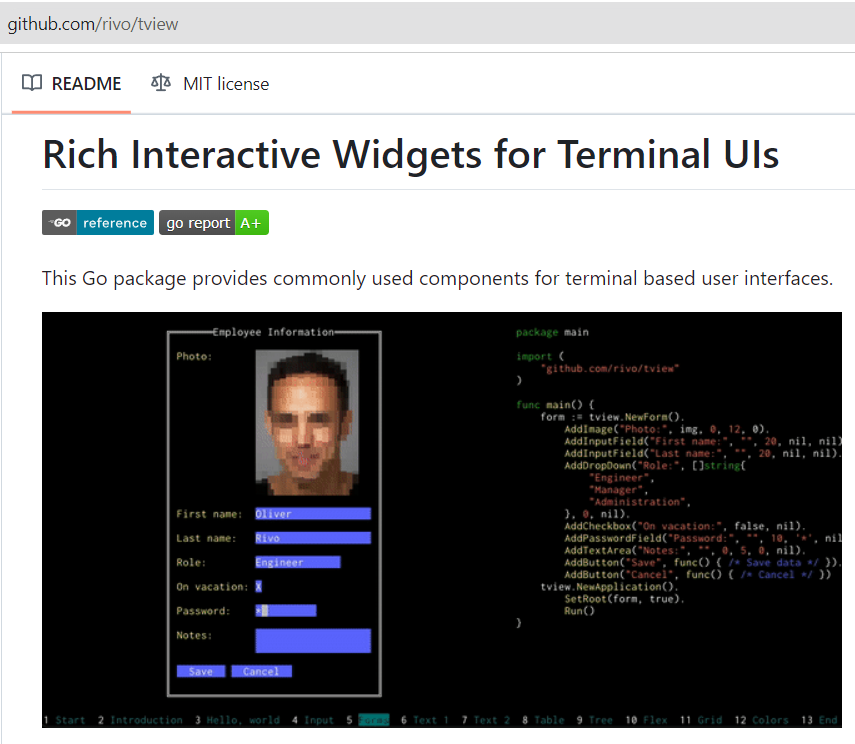 github.com/rivo/tview
README MIT license
Rich Interactive Widgets for Terminal UIs
GO reference go report A+
This Go package provides commonly used components for terminal based user interfaces.
Employee Information
Photo:
First name: Oliver
Last name: Rivo
Role: Engineer
On vacation: X
Password: *
Notes:
Save Cancel
package main
import (
"github.com/rivo/tview"
)
func main() {
form := tview.NewForm().
AddImage("Photo:", img, 0, 12, 0).
AddInputField("First name:", "", 20, nil, nil)
AddInputField("Last name:", "", 20, nil, nil).
AddDropDown("Role:", []string{
"Engineer",
"Manager",
"Administration",
}, 0, nil).
AddCheckbox("On vacation:", false, nil).
AddPasswordField("Password:", "", 10, '*', nil
AddTextArea("Notes:", "", 0, 5, 0, nil).
AddButton("Save", func() { /* Save data */ }).
AddButton("Cancel", func() { /* Cancel */ })
tview.NewApplication().
SetRoot(form, true).
Run()
}
1 Start 2 Introduction 3 Hello, world 4 Input 5 Forms 6 Text 1 7 Text 2 8 Table 9 Tree 10 Flex 11 Grid 12 Colors 13 End